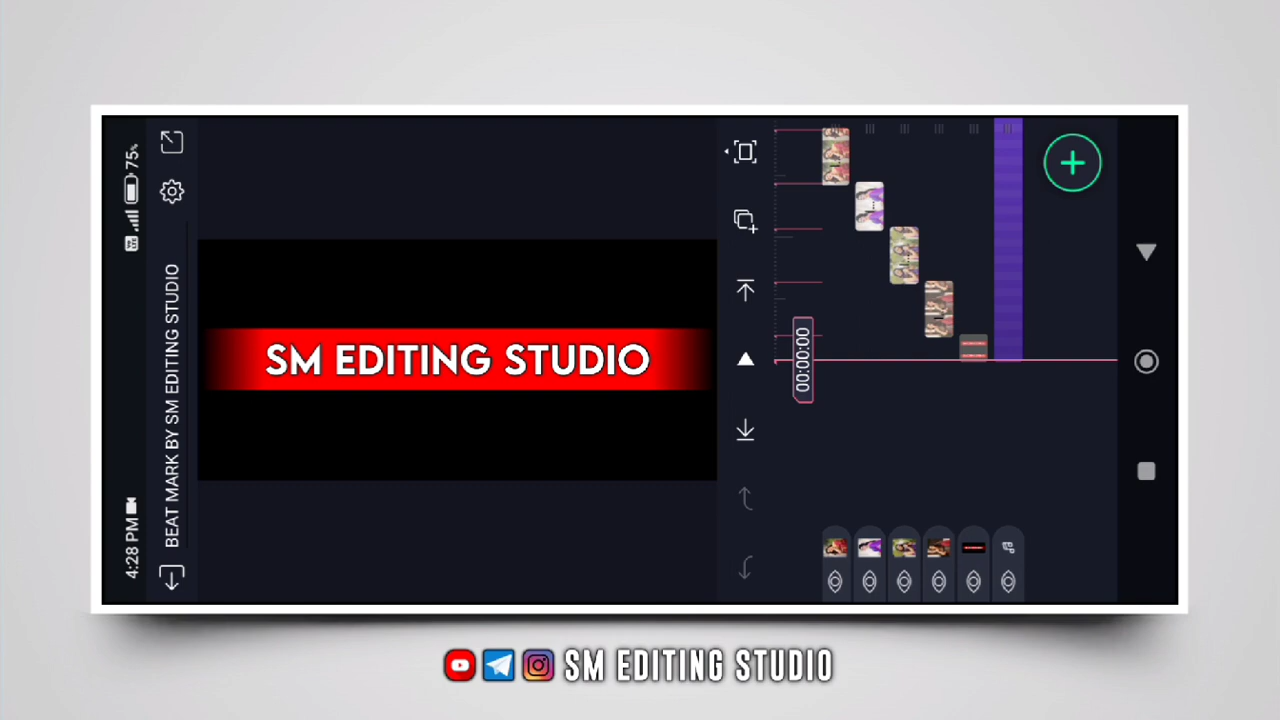 4:28 PM
75%
BEAT MARK BY SM EDITING STUDIO
SM EDITING STUDIO
00:00:00
SM EDITING STUDIO